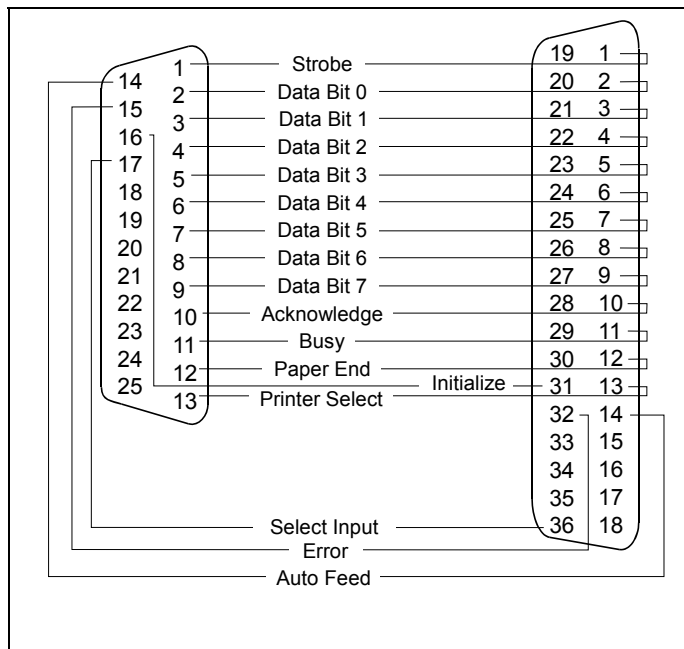 14
15
16
17
18
19
20
21
22
23
24
25
1
2
3
4
5
6
7
8
9
10
11
12
13
Strobe
Data Bit 0
Data Bit 1
Data Bit 2
Data Bit 3
Data Bit 4
Data Bit 5
Data Bit 6
Data Bit 7
Acknowledge
Busy
Paper End
Initialize
Printer Select
Select Input
Error
Auto Feed
19 1
20 2
21 3
22 4
23 5
24 6
25 7
26 8
27 9
28 10
29 11
30 12
31 13
32 14
33 15
34 16
35 17
36 18